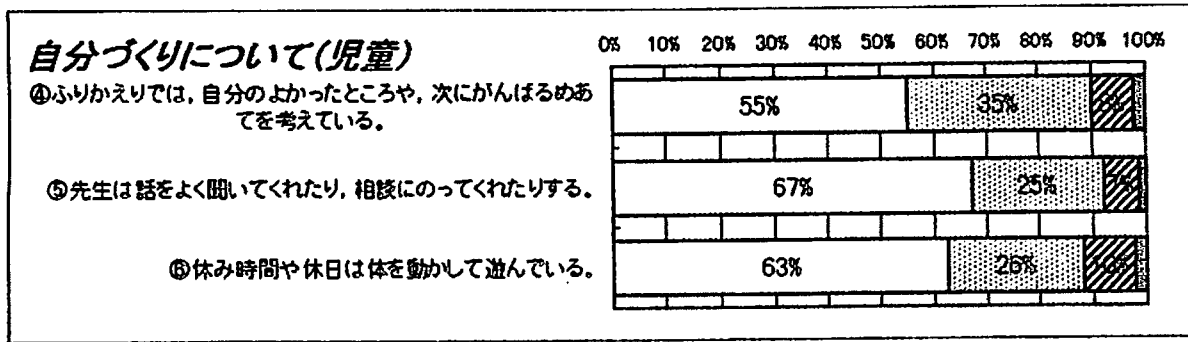 自分づくりについて(児童)
0% 10% 20% 30% 40% 50% 60% 70% 80% 90% 100%
④ふりかえりでは,自分のよかったところや,次にがんばるめあ
てを考えている。
55% 35%
⑤先生は話をよく聞いてくれたり,相談にのってくれたりする。
67% 25% 7%
⑥休み時間や休日は体を動かして遊んでいる。
63% 26%